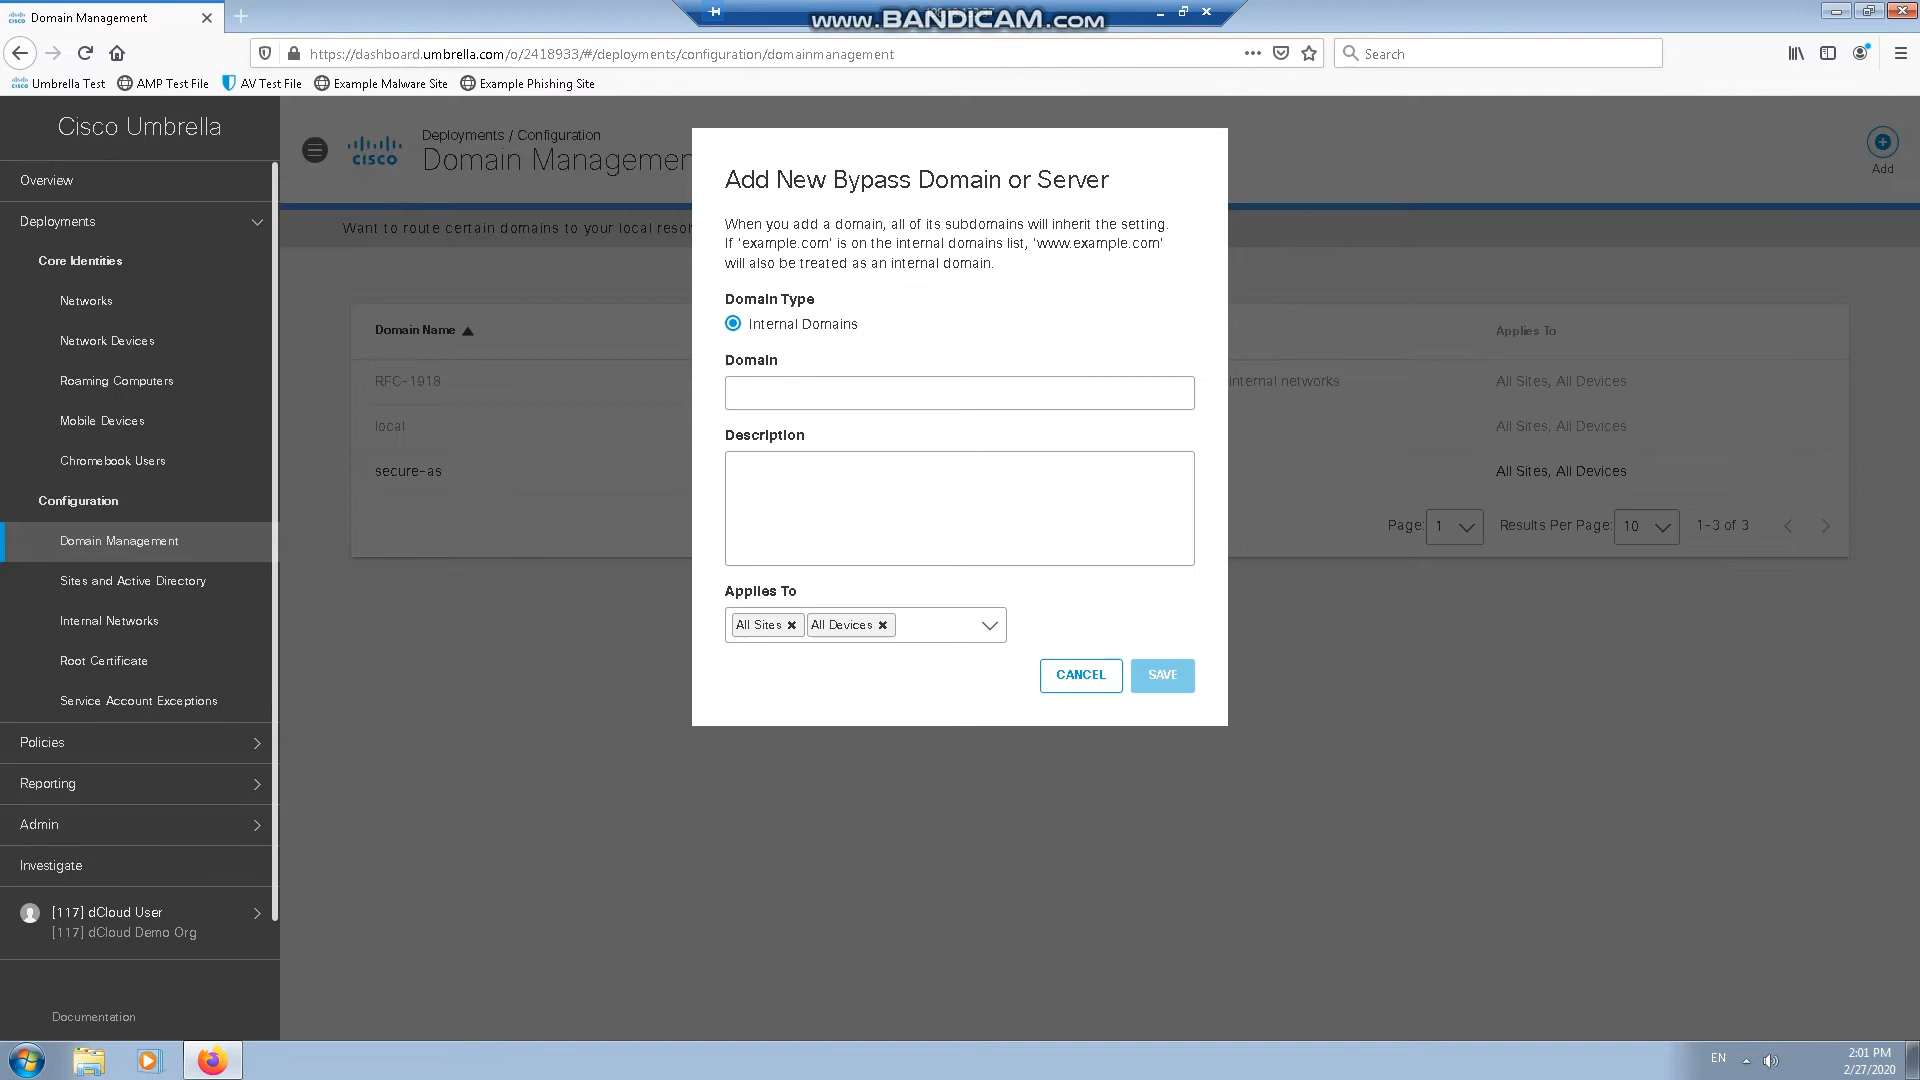 Domain Management
www.BANDICAM.com
https://dashboard.umbrella.com/o/2418933/#/deployments/configuration/domainmanagement
Search
Umbrella Test
AMP Test File
AV Test File
Example Malware Site
Example Phishing Site
Cisco Umbrella
Overview
Deployments
Core Identities
Networks
Network Devices
Roaming Computers
Mobile Devices
Chromebook Users
Configuration
Domain Management
Sites and Active Directory
Internal Networks
Root Certificate
Service Account Exceptions
Policies
Reporting
Admin
Investigate
[117] dCloud User
[117] dCloud Demo Org
Documentation
cisco
Deployments / Configuration
Domain Managemen
Add
Want to route certain domains to your local resol
Domain Name
Applies To
RFC-1918
internal networks
All Sites, All Devices
local
All Sites, All Devices
secure-as
All Sites, All Devices
Page: 1
Results Per Page: 10
1-3 of 3
Add New Bypass Domain or Server
When you add a domain, all of its subdomains will inherit the setting.
If 'example.com' is on the internal domains list, 'www.example.com'
will also be treated as an internal domain.
Domain Type
Internal Domains
Domain
Description
Applies To
All Sites
All Devices
CANCEL
SAVE
EN
2:01 PM
2/27/2020